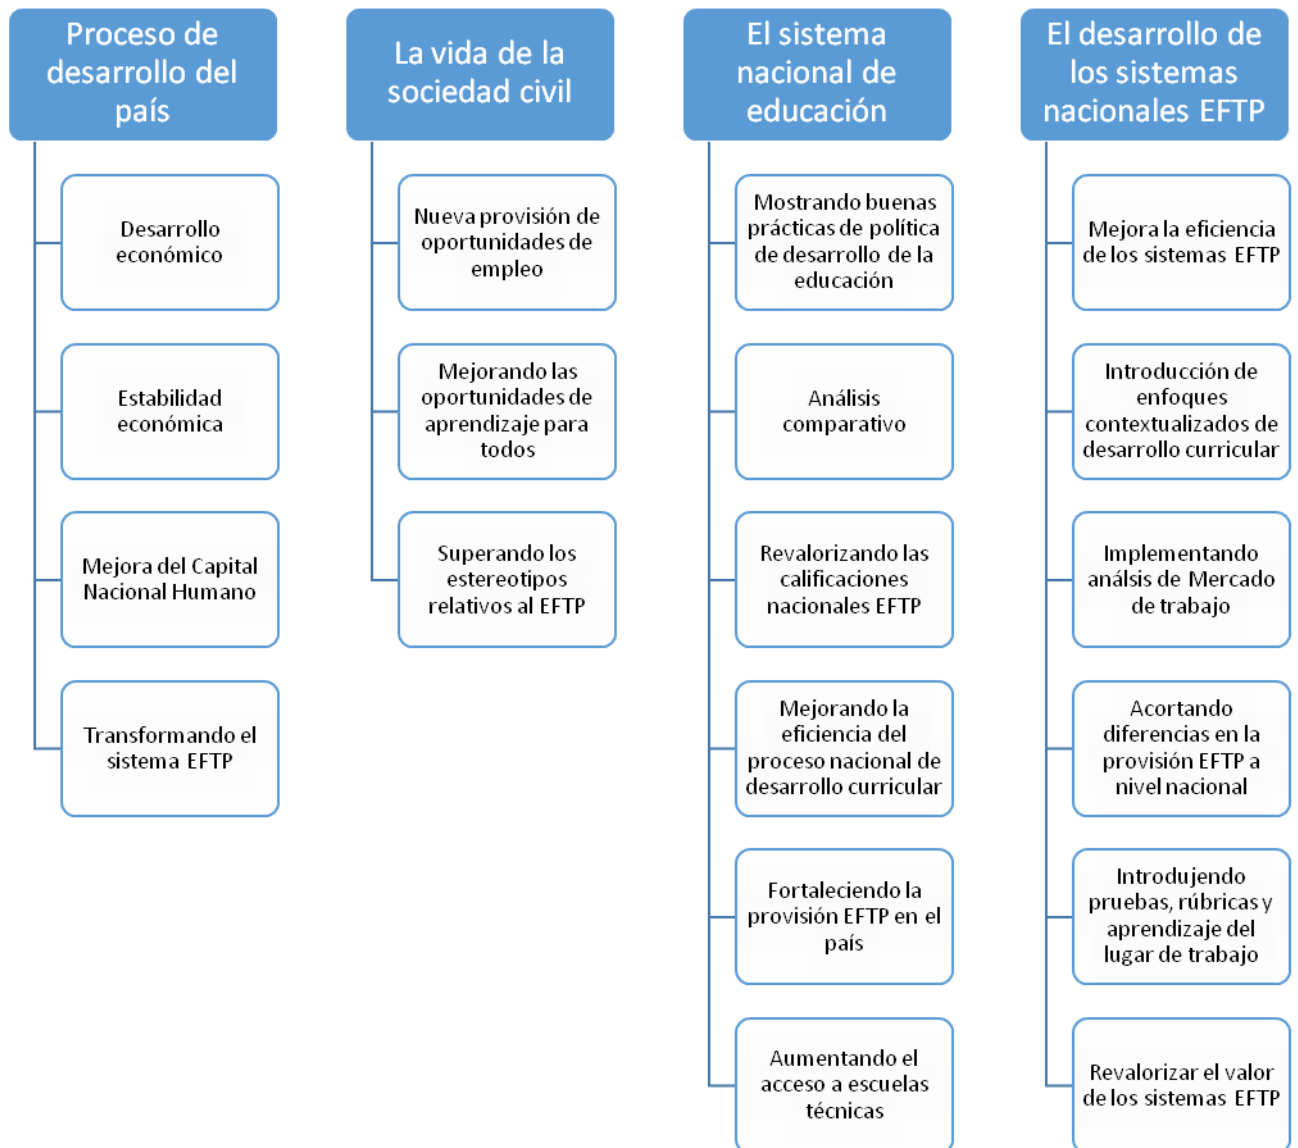 Proceso de
desarrollo del
país
Desarrollo
económico
Estabilidad
económica
Mejora del Capital
Nacional Humano
Transformando el
sistema EFTP
La vida de la
sociedad civil
Nueva provisión de
oportunidades de
empleo
Mejorando las
oportunidades de
aprendizaje para
todos
Superando los
estereotipos
relativos al EFTP
El sistema
nacional de
educación
Mostrando buenas
prácticas de política
de desarrollo de la
educación
Análisis
comparativo
Revalorizando las
calificaciones
nacionales EFTP
Mejorando la
eficiencia del
proceso nacional de
desarrollo curricular
Fortaleciendo la
provisión EFTP en el
país
Aumentando el
acceso a escuelas
técnicas
El desarrollo de
los sistemas
nacionales EFTP
Mejora la eficiencia
de los sistemas EFTP
Introducción de
enfoques
contextualizados de
desarrollo curricular
Implementando
análsis de Mercado
de trabajo
Acortando
diferencias en la
provisión EFTP a
nivel nacional
Introdujendo
pruebas, rúbricas y
aprendizaje del
lugar de trabajo
Revalorizar el valor
de los sistemas EFTP